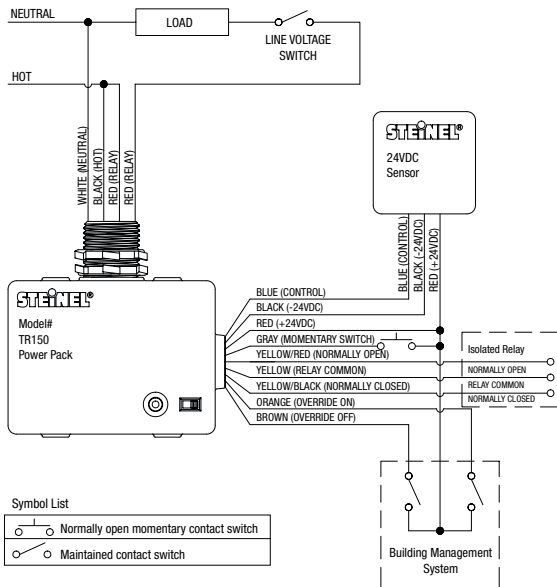 NEUTRAL
LOAD
LINE VOLTAGE
SWITCH
HOT
WHITE (NEUTRAL)
BLACK (HOT)
RED (RELAY)
RED (RELAY)
STEINEL®
24VDC
Sensor
BLUE (CONTROL)
BLACK (-24VDC)
RED (+24VDC)
STEINEL®
Model#
TR150
Power Pack
BLUE (CONTROL)
BLACK (-24VDC)
RED (+24VDC)
GRAY (MOMENTARY SWITCH)
YELLOW/RED (NORMALLY OPEN)
YELLOW (RELAY COMMON)
YELLOW/BLACK (NORMALLY CLOSED)
ORANGE (OVERRIDE ON)
BROWN (OVERRIDE OFF)
Isolated Relay
NORMALLY OPEN
RELAY COMMON
NORMALLY CLOSED
Building Management
System
Symbol List
Normally open momentary contact switch
Maintained contact switch